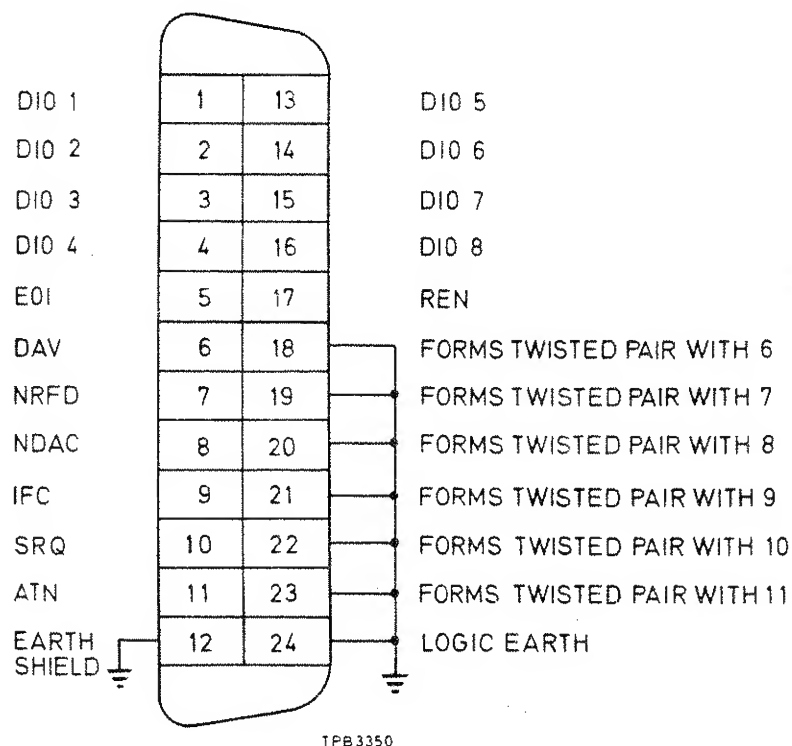 DIO 1 1 13 DIO 5
DIO 2 2 14 DIO 6
DIO 3 3 15 DIO 7
DIO 4 4 16 DIO 8
EOI 5 17 REN
DAV 6 18 FORMS TWISTED PAIR WITH 6
NRFD 7 19 FORMS TWISTED PAIR WITH 7
NDAC 8 20 FORMS TWISTED PAIR WITH 8
IFC 9 21 FORMS TWISTED PAIR WITH 9
SRQ 10 22 FORMS TWISTED PAIR WITH 10
ATN 11 23 FORMS TWISTED PAIR WITH 11
EARTH 12 24 LOGIC EARTH
SHIELD
TPB3350